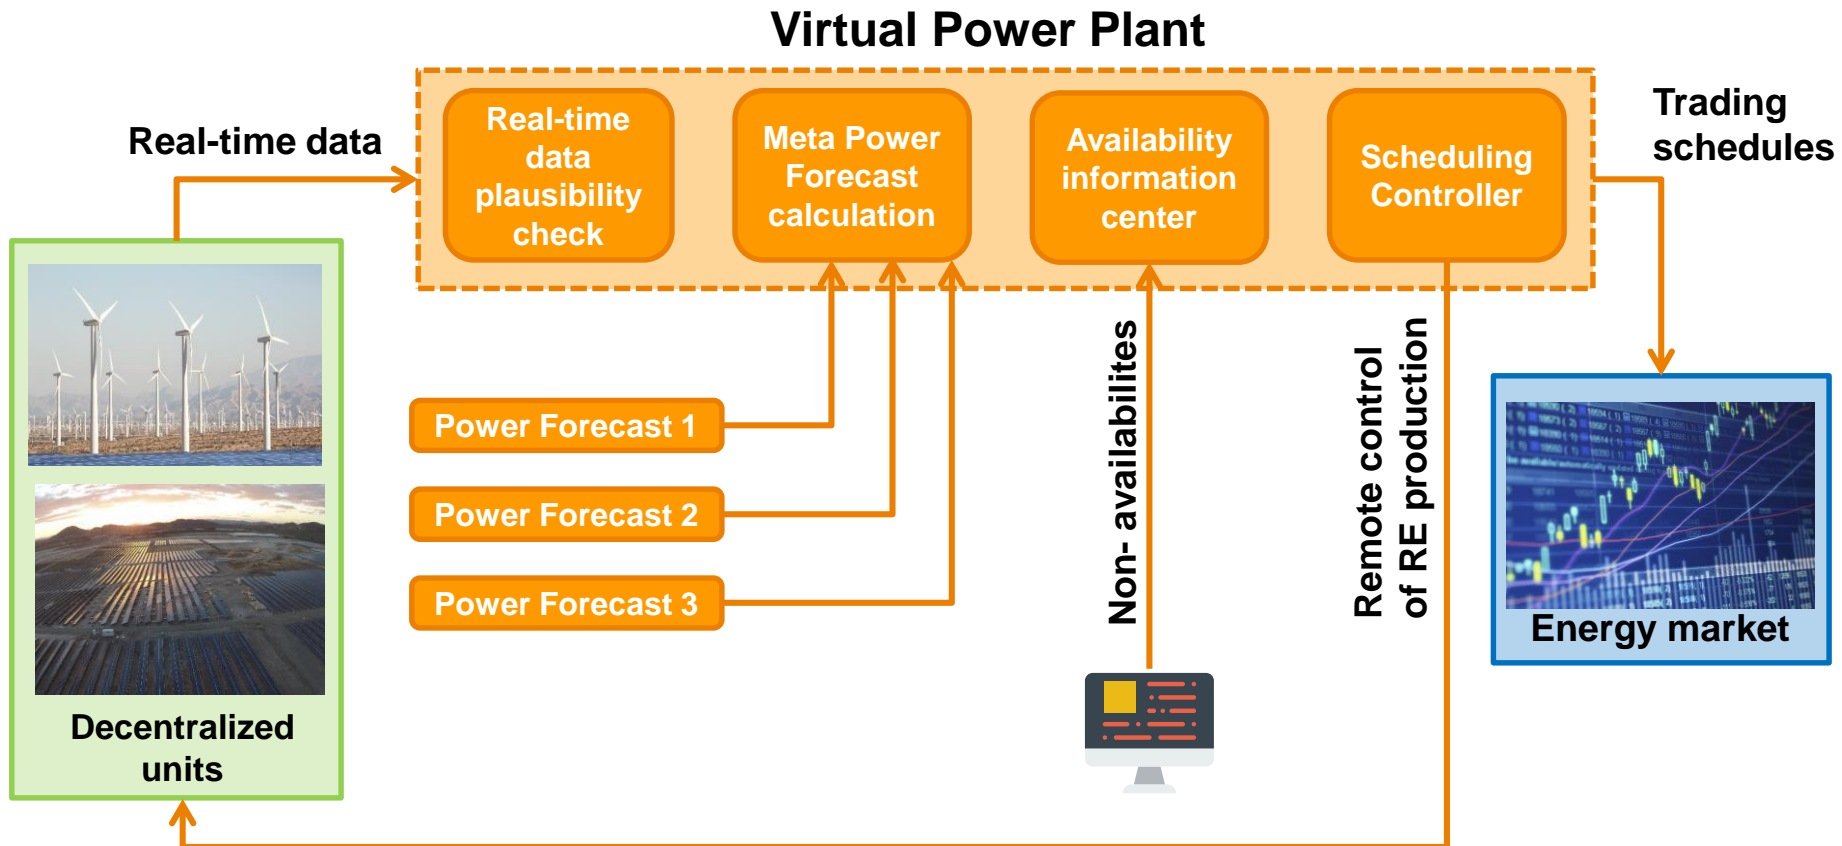 Virtual Power Plant
Real-time data
Real-time
data
plausibility
check
Meta Power
Forecast
calculation
Availability
information
center
Scheduling
Controller
Trading
schedules
Power Forecast 1
Power Forecast 2
Power Forecast 3
Non- availabilites
Remote control
of RE production
Energy market
Decentralized
units